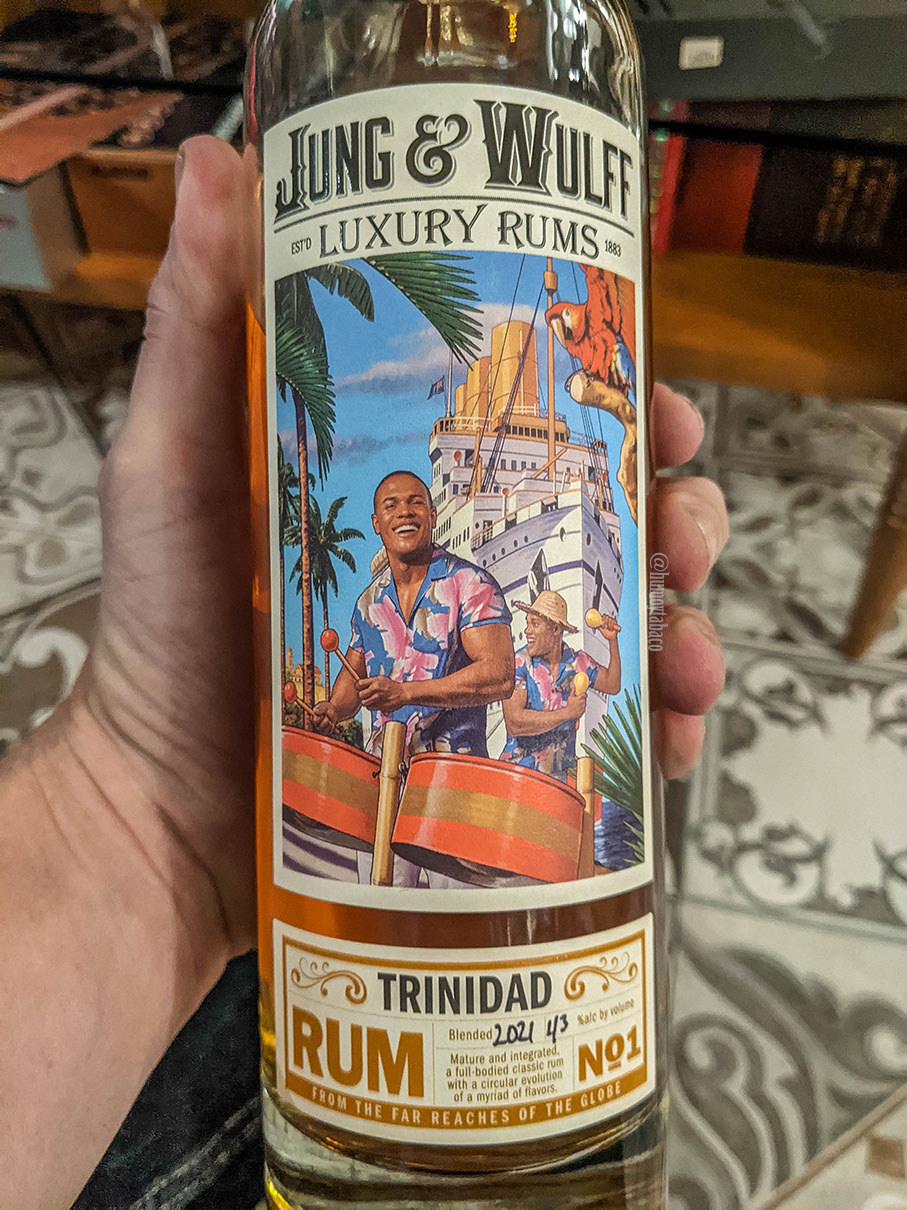 JUNG & WULFF
EST'D LUXURY RUMS 1883
TRINIDAD
RUM
Blended 2021 43 %alc by volume
Mature and integrated,
a full-bodied classic rum
with a circular evolution
of a myriad of flavors.
Nº1
FROM THE FAR REACHES OF THE GLOBE
@humoytabaco